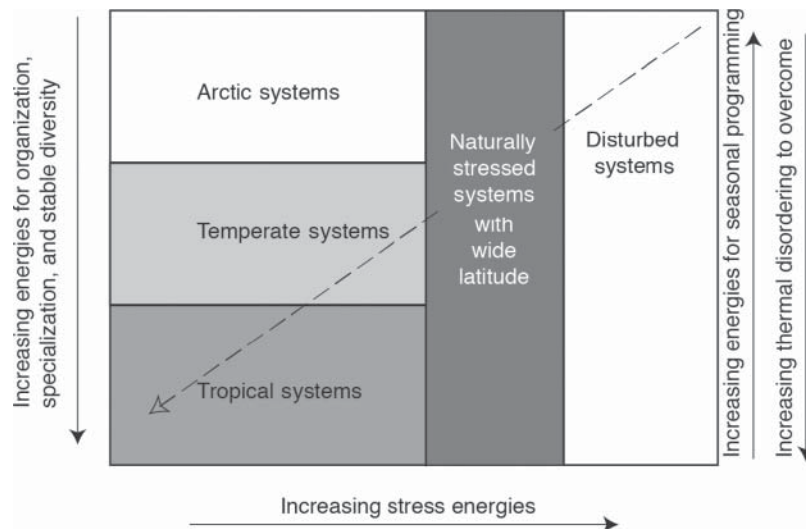 Increasing energies for organization,
specialization, and stable diversity
Arctic systems
Temperate systems
Tropical systems
Naturally
stressed
systems
with
wide
latitude
Disturbed
systems
Increasing energies for seasonal programming
Increasing thermal disordering to overcome
Increasing stress energies